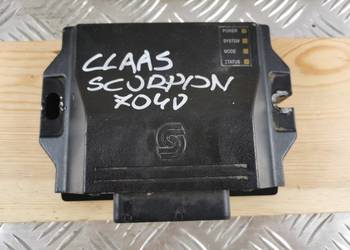 POWER
SYSTEM
MODE
STATUS
CLAAS
SCORPION
7040